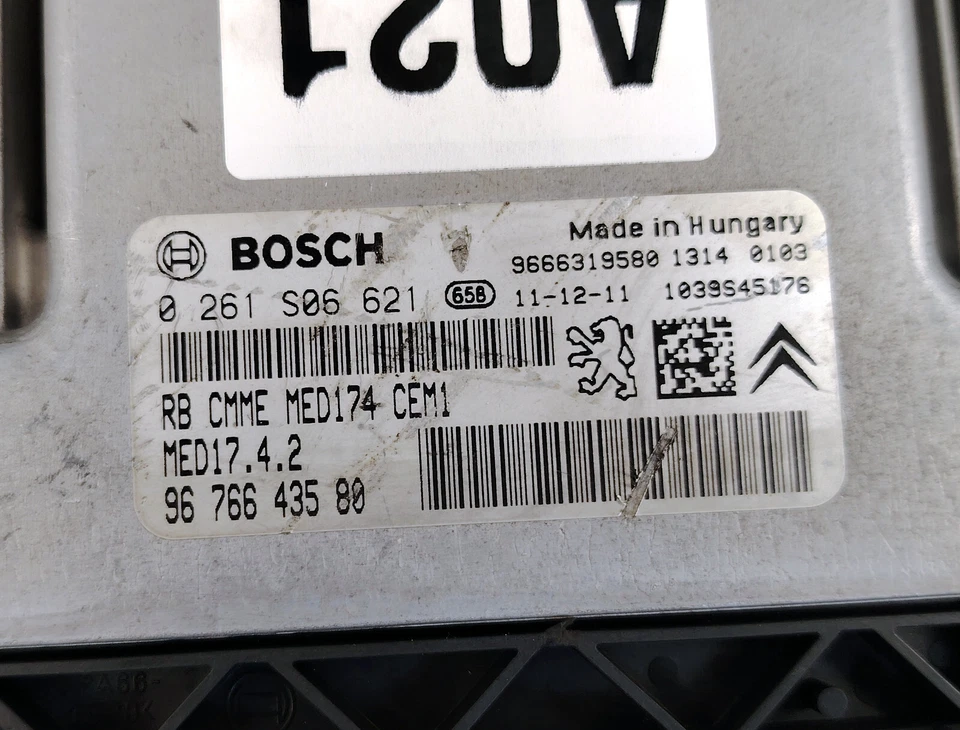 A021
BOSCH
Made in Hungary
9666319580 1314 0103
0 261 S06 621 65B 11-12-11 1039S45176
RB CMME MED174 CEM1
MED17.4.2
96 766 435 80